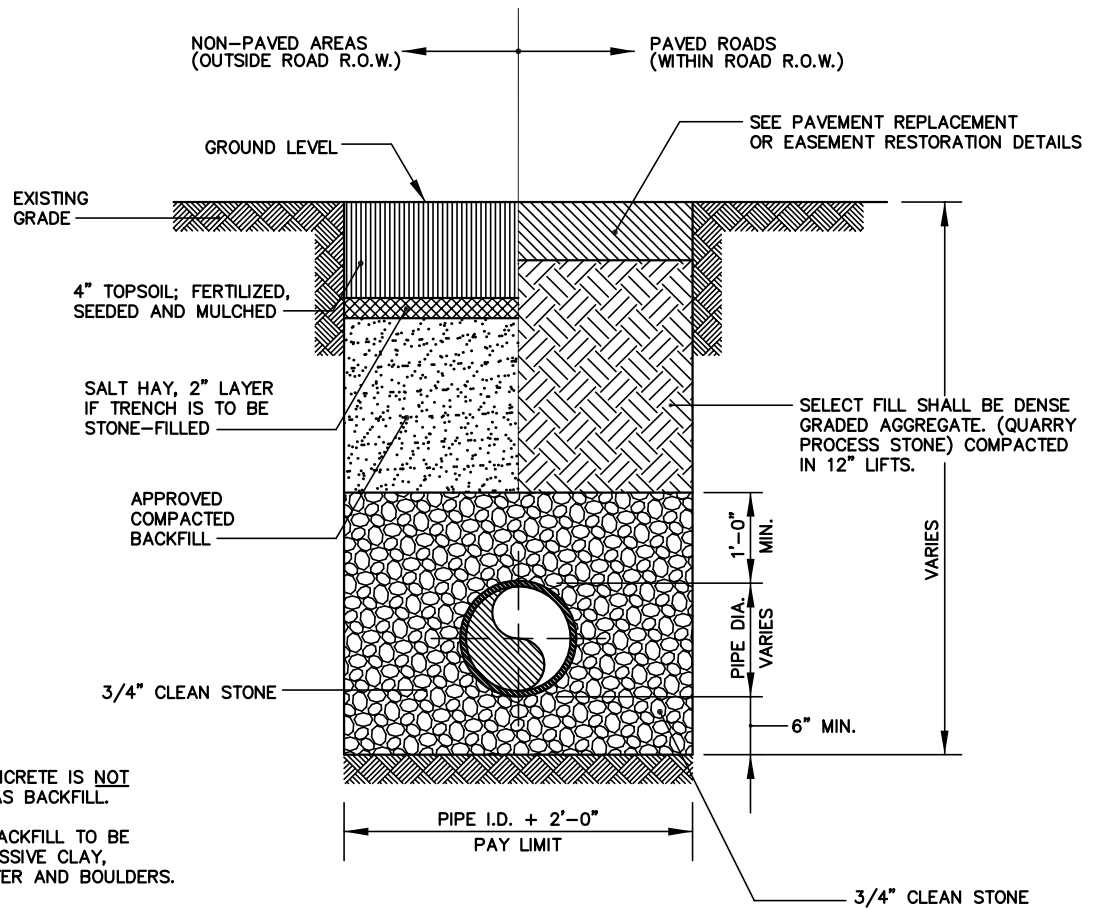 NON-PAVED AREAS
(OUTSIDE ROAD R.O.W.)
PAVED ROADS
(WITHIN ROAD R.O.W.)
SEE PAVEMENT REPLACEMENT
OR EASEMENT RESTORATION DETAILS
GROUND LEVEL
EXISTING
GRADE
4" TOPSOIL; FERTILIZED,
SEEDED AND MULCHED
SALT HAY, 2" LAYER
IF TRENCH IS TO BE
STONE-FILLED
SELECT FILL SHALL BE DENSE
GRADED AGGREGATE. (QUARRY
PROCESS STONE) COMPACTED
IN 12" LIFTS.
APPROVED
COMPACTED
BACKFILL
1'-0"
MIN.
VARIES
PIPE DIA.
VARIES
3/4" CLEAN STONE
6" MIN.
IS NOT
AS BACKFILL.
TO BE
CLAY,
AND BOULDERS.
PIPE I.D. + 2'-0"
PAY LIMIT
3/4" CLEAN STONE